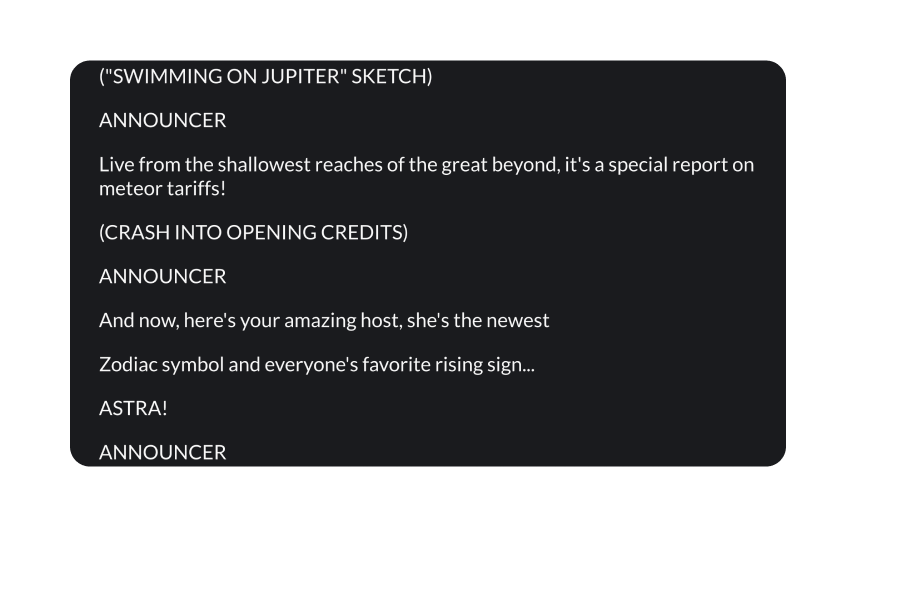 ("SWIMMING ON JUPITER" SKETCH)
ANNOUNCER
Live from the shallowest reaches of the great beyond, it's a special report on
meteor tariffs!
(CRASH INTO OPENING CREDITS)
ANNOUNCER
And now, here's your amazing host, she's the newest
Zodiac symbol and everyone's favorite rising sign...
ASTRA!
ANNOUNCER